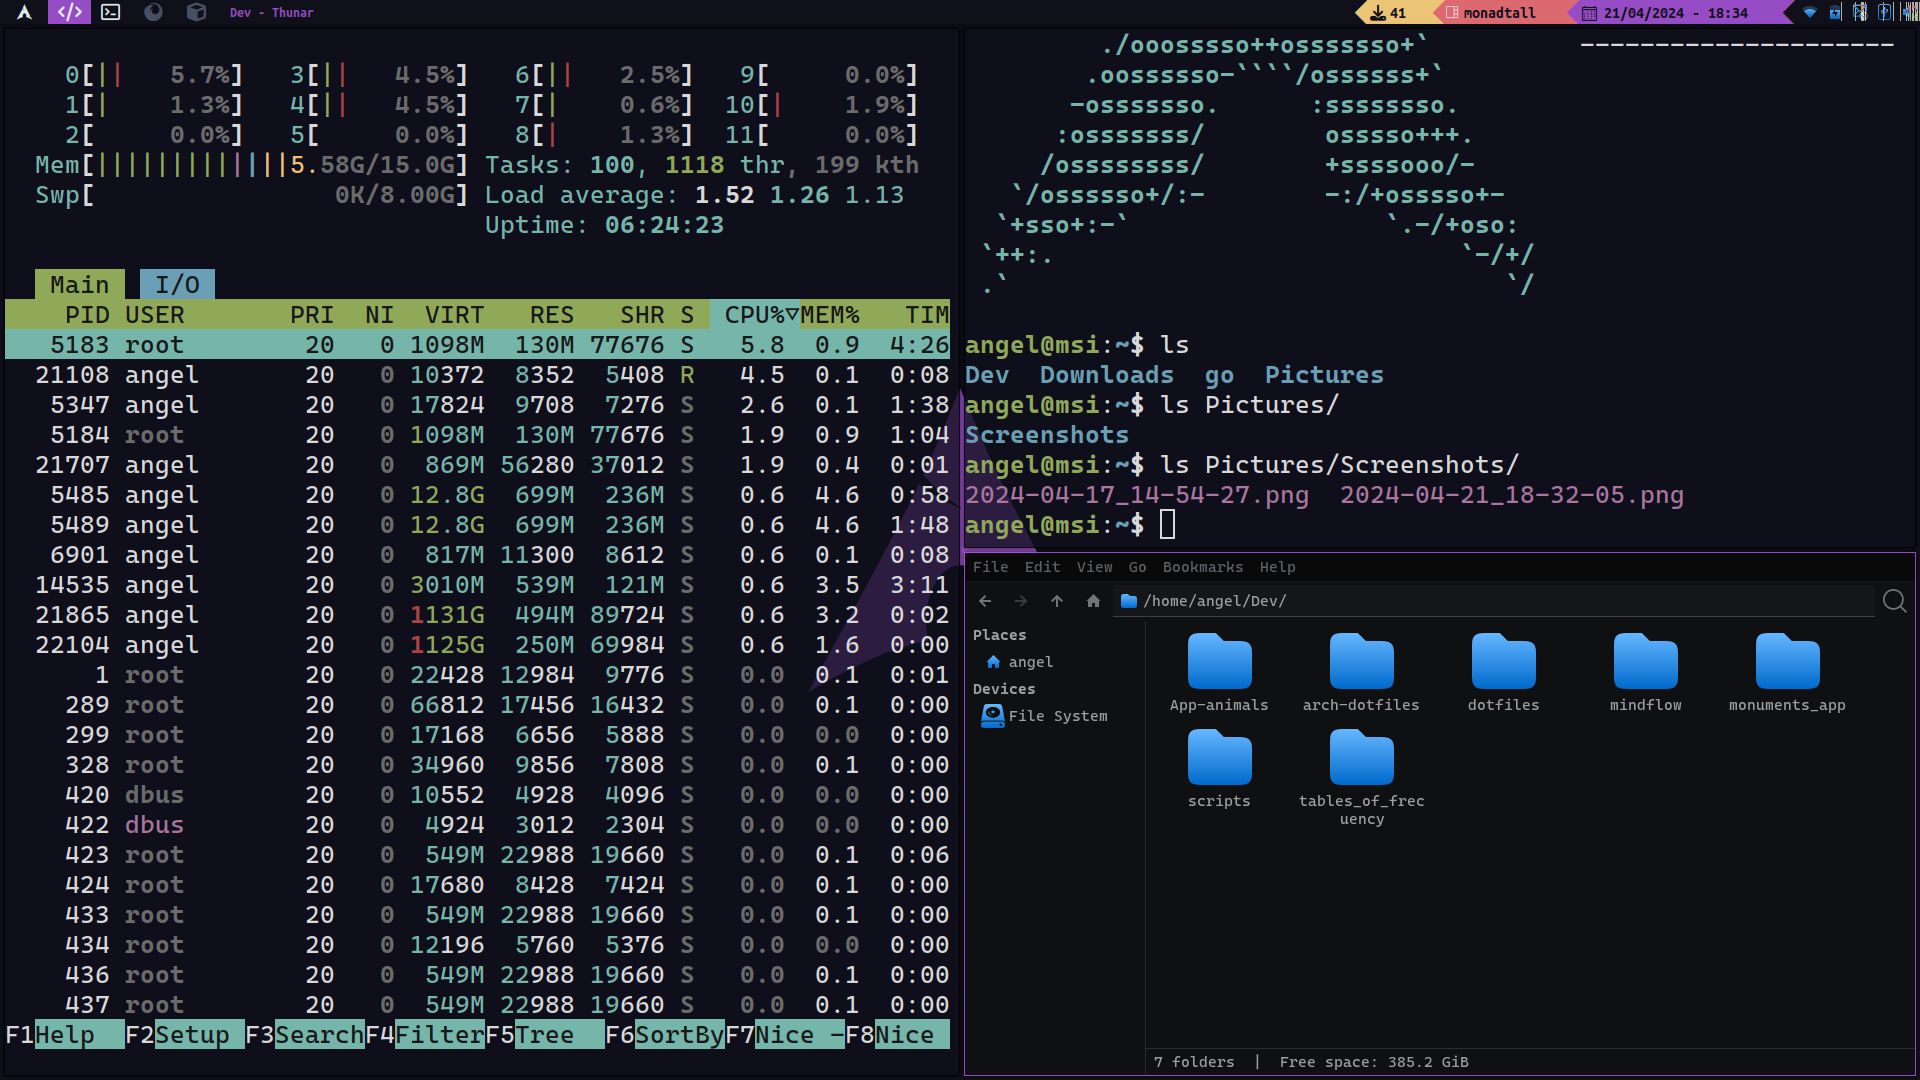 Dev - Thunar
41
monadtall
21/04/2024 - 18:34
0[|| 5.7%] 3[|| 4.5%] 6[|| 2.5%] 9[ 0.0%]
1[| 1.3%] 4[|| 4.5%] 7[| 0.6%] 10[| 1.9%]
2[ 0.0%] 5[ 0.0%] 8[| 1.3%] 11[ 0.0%]
Mem[|||||||||||||5.58G/15.0G] Tasks: 100, 1118 thr, 199 kth
Swp[ 0K/8.00G] Load average: 1.52 1.26 1.13
Uptime: 06:24:23
Main I/O
PID USER PRI NI VIRT RES SHR S CPU%▽MEM% TIM
5183 root 20 0 1098M 130M 77676 S 5.8 0.9 4:26
21108 angel 20 0 10372 8352 5408 R 4.5 0.1 0:08
5347 angel 20 0 17824 9708 7276 S 2.6 0.1 1:38
5184 root 20 0 1098M 130M 77676 S 1.9 0.9 1:04
21707 angel 20 0 869M 56280 37012 S 1.9 0.4 0:01
5485 angel 20 0 12.8G 699M 236M S 0.6 4.6 0:58
5489 angel 20 0 12.8G 699M 236M S 0.6 4.6 1:48
6901 angel 20 0 817M 11300 8612 S 0.6 0.1 0:08
14535 angel 20 0 3010M 539M 121M S 0.6 3.5 3:11
21865 angel 20 0 1131G 494M 89724 S 0.6 3.2 0:02
22104 angel 20 0 1125G 250M 69984 S 0.6 1.6 0:00
1 root 20 0 22428 12984 9776 S 0.0 0.1 0:01
289 root 20 0 66812 17456 16432 S 0.0 0.1 0:00
299 root 20 0 17168 6656 5888 S 0.0 0.0 0:00
328 root 20 0 34960 9856 7808 S 0.0 0.1 0:00
420 dbus 20 0 10552 4928 4096 S 0.0 0.0 0:00
422 dbus 20 0 4924 3012 2304 S 0.0 0.0 0:00
423 root 20 0 549M 22988 19660 S 0.0 0.1 0:06
424 root 20 0 17680 8428 7424 S 0.0 0.1 0:00
433 root 20 0 549M 22988 19660 S 0.0 0.1 0:00
434 root 20 0 12196 5760 5376 S 0.0 0.0 0:00
436 root 20 0 549M 22988 19660 S 0.0 0.1 0:00
437 root 20 0 549M 22988 19660 S 0.0 0.1 0:00
F1Help F2Setup F3SearchF4FilterF5Tree F6SortByF7Nice -F8Nice
./ooosssso++osssssso+` ---------------------
.oossssso-````/ossssss+`
-osssssso. :ssssssso.
:osssssss/ osssso+++.
/ossssssss/ +ssssooo/-
`/ossssso+/:- -:/+osssso+-
`+sso+:-` `.-/+oso:
`++:. `-/+/
.` `/
angel@msi:~$ ls
Dev Downloads go Pictures
angel@msi:~$ ls Pictures/
Screenshots
angel@msi:~$ ls Pictures/Screenshots/
2024-04-17_14-54-27.png 2024-04-21_18-32-05.png
angel@msi:~$
File Edit View Go Bookmarks Help
/home/angel/Dev/
Places
angel
Devices
File System
App-animals arch-dotfiles dotfiles mindflow monuments_app
scripts tables_of_frec
uency
7 folders | Free space: 385.2 GiB